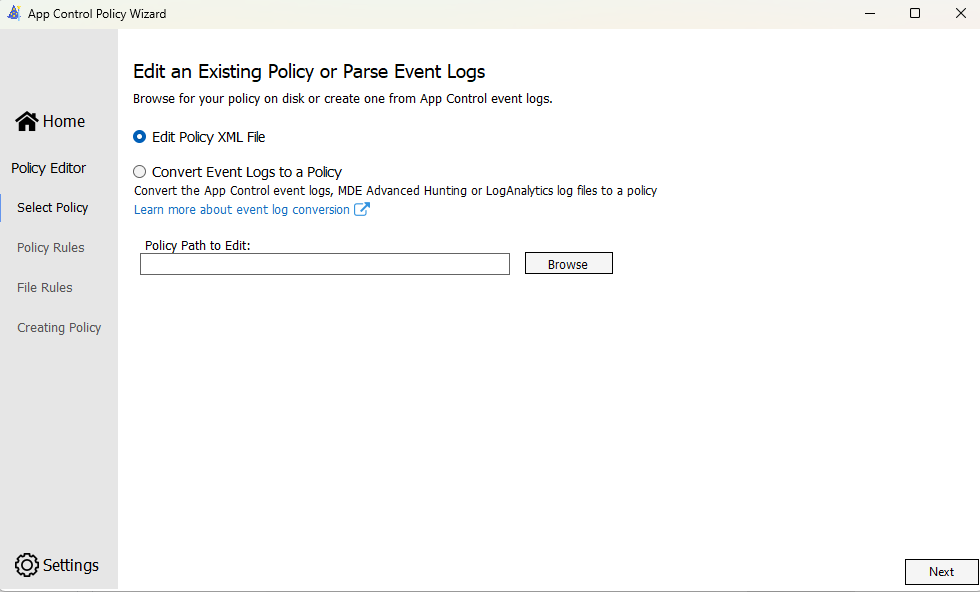 App Control Policy Wizard
Home
Policy Editor
Select Policy
Policy Rules
File Rules
Creating Policy
Settings
Edit an Existing Policy or Parse Event Logs
Browse for your policy on disk or create one from App Control event logs.
Edit Policy XML File
Convert Event Logs to a Policy
Convert the App Control event logs, MDE Advanced Hunting or LogAnalytics log files to a policy
Learn more about event log conversion
Policy Path to Edit:
Browse
Next